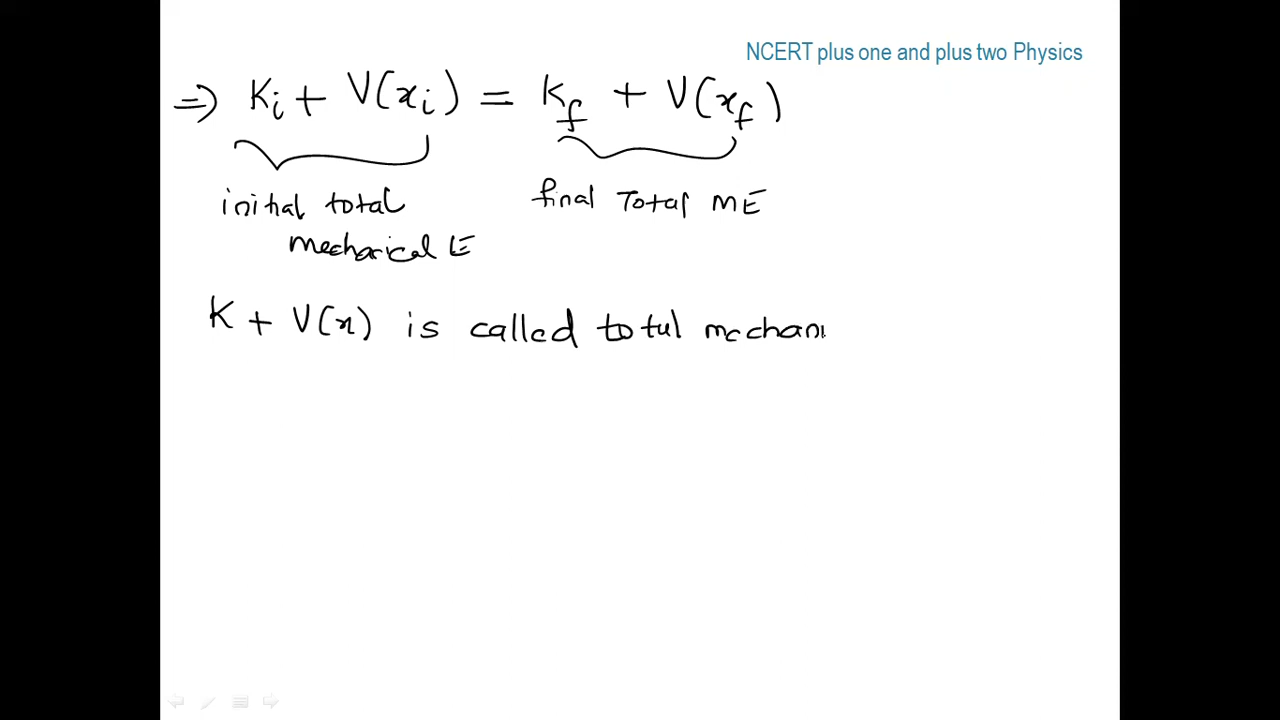 NCERT plus one and plus two Physics
=> Ki + V(xi) = Kf + V(xf)
initial total final Total ME
mechanical E
K + V(x) is called total mechan